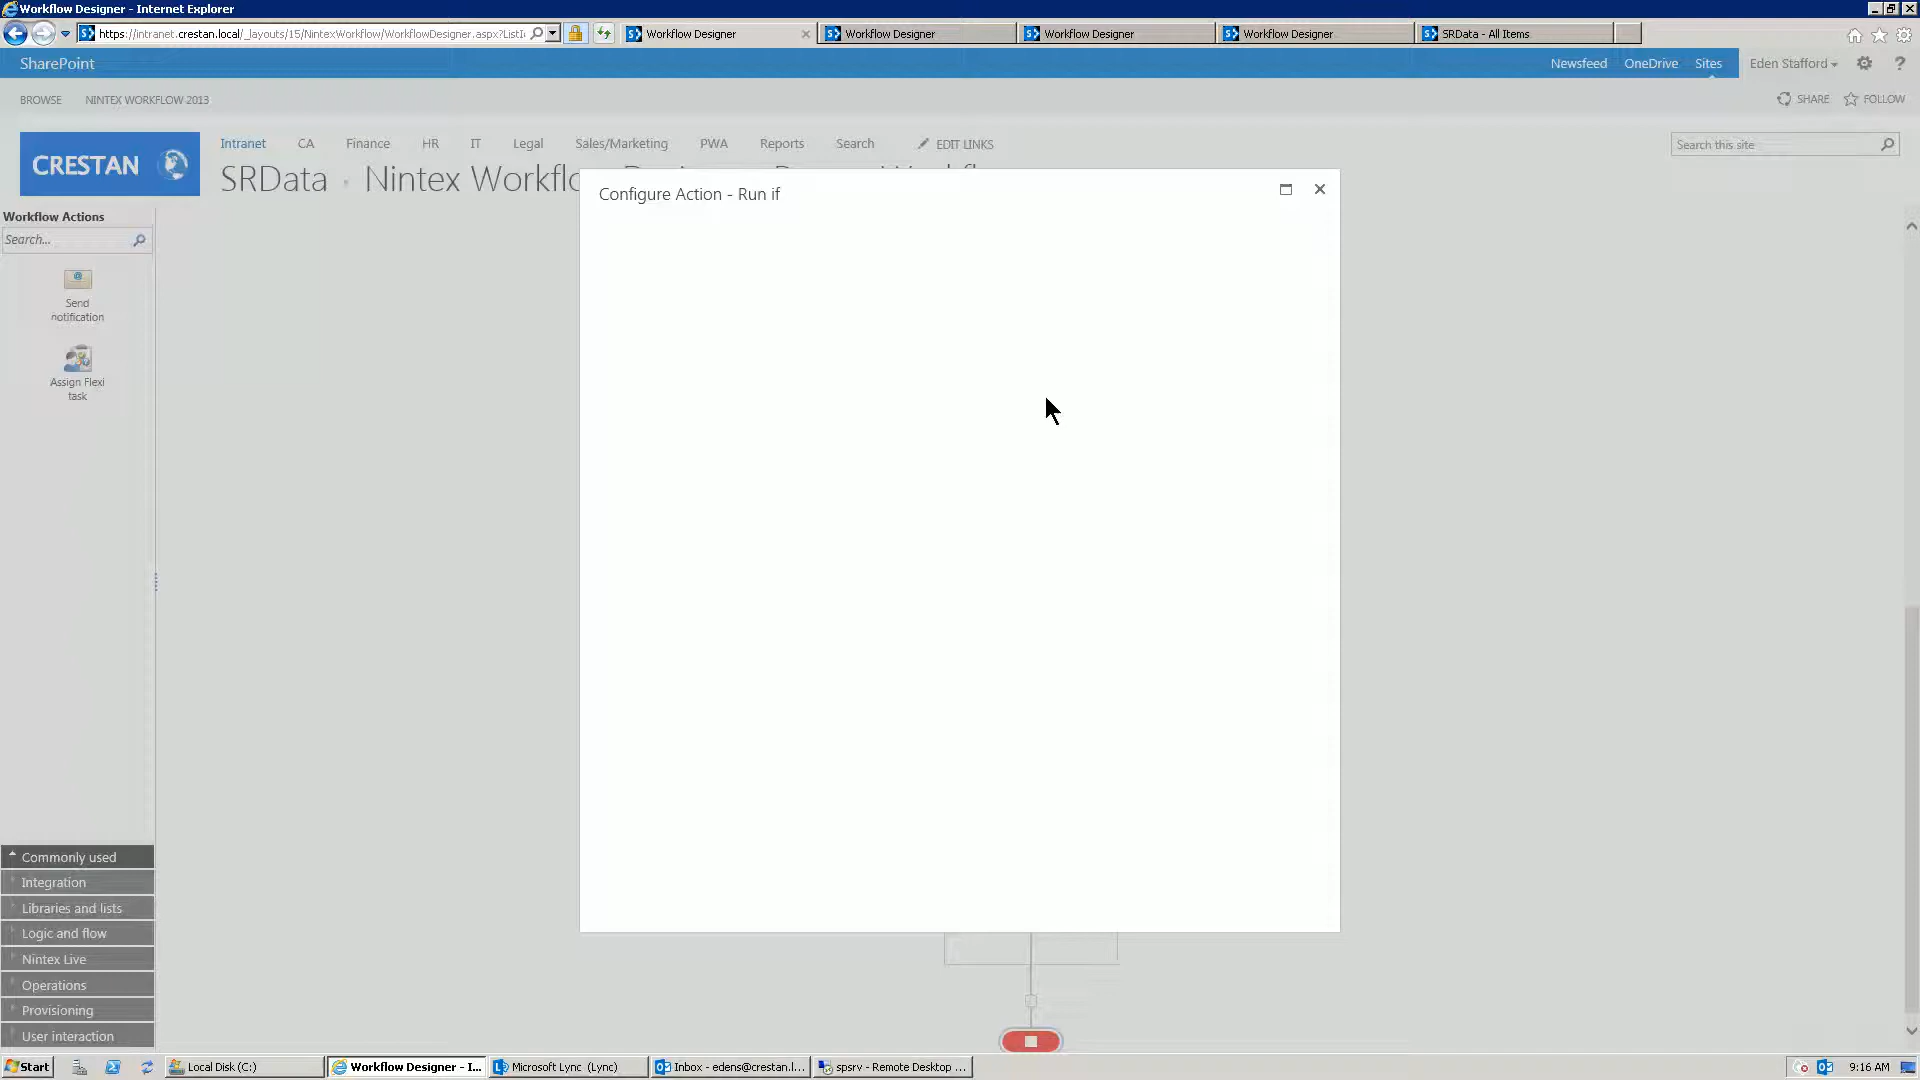 Workflow Designer - Internet Explorer
https://intranet.crestan.local/_layouts/15/NintexWorkflow/WorkflowDesigner.aspx?ListI
Workflow Designer
Workflow Designer
Workflow Designer
Workflow Designer
SRData - All Items
SharePoint
Newsfeed OneDrive Sites Eden Stafford ?
BROWSE NINTEX WORKFLOW 2013
SHARE FOLLOW
CRESTAN
Intranet CA Finance HR IT Legal Sales/Marketing PWA Reports Search EDIT LINKS
Search this site
SRData Nintex Workflo
Configure Action - Run if
Workflow Actions
Search...
Send
notification
Assign Flexi
task
Commonly used
Integration
Libraries and lists
Logic and flow
Nintex Live
Operations
Provisioning
User interaction
Start Local Disk (C:) Workflow Designer - I... Microsoft Lync (Lync) Inbox - edens@crestan.l... spsrv - Remote Desktop ... 9:16 AM